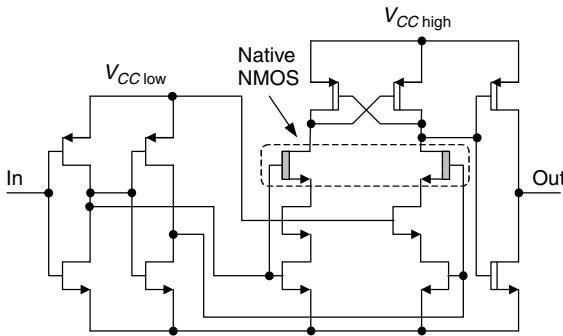 V_CC high
Native
NMOS
V_CC low
In
Out